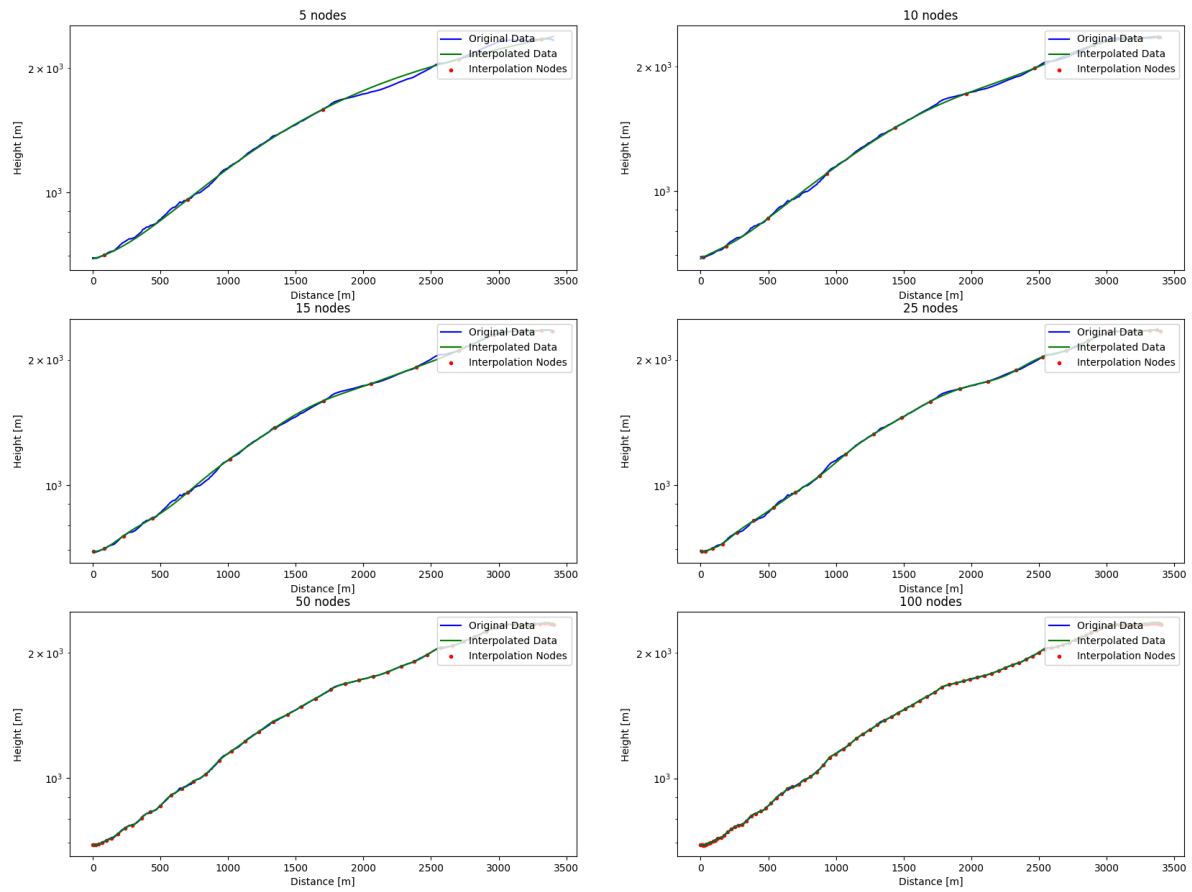 5 nodes
Height [m]
2 × 10³
10³
Original Data
Interpolated Data
Interpolation Nodes
0 500 1000 1500 2000 2500 3000 3500
Distance [m]
10 nodes
Height [m]
2 × 10³
10³
Original Data
Interpolated Data
Interpolation Nodes
0 500 1000 1500 2000 2500 3000 3500
Distance [m]
15 nodes
Height [m]
2 × 10³
10³
Original Data
Interpolated Data
Interpolation Nodes
0 500 1000 1500 2000 2500 3000 3500
Distance [m]
25 nodes
Height [m]
2 × 10³
10³
Original Data
Interpolated Data
Interpolation Nodes
0 500 1000 1500 2000 2500 3000 3500
Distance [m]
50 nodes
Height [m]
2 × 10³
10³
Original Data
Interpolated Data
Interpolation Nodes
0 500 1000 1500 2000 2500 3000 3500
Distance [m]
100 nodes
Height [m]
2 × 10³
10³
Original Data
Interpolated Data
Interpolation Nodes
0 500 1000 1500 2000 2500 3000 3500
Distance [m]